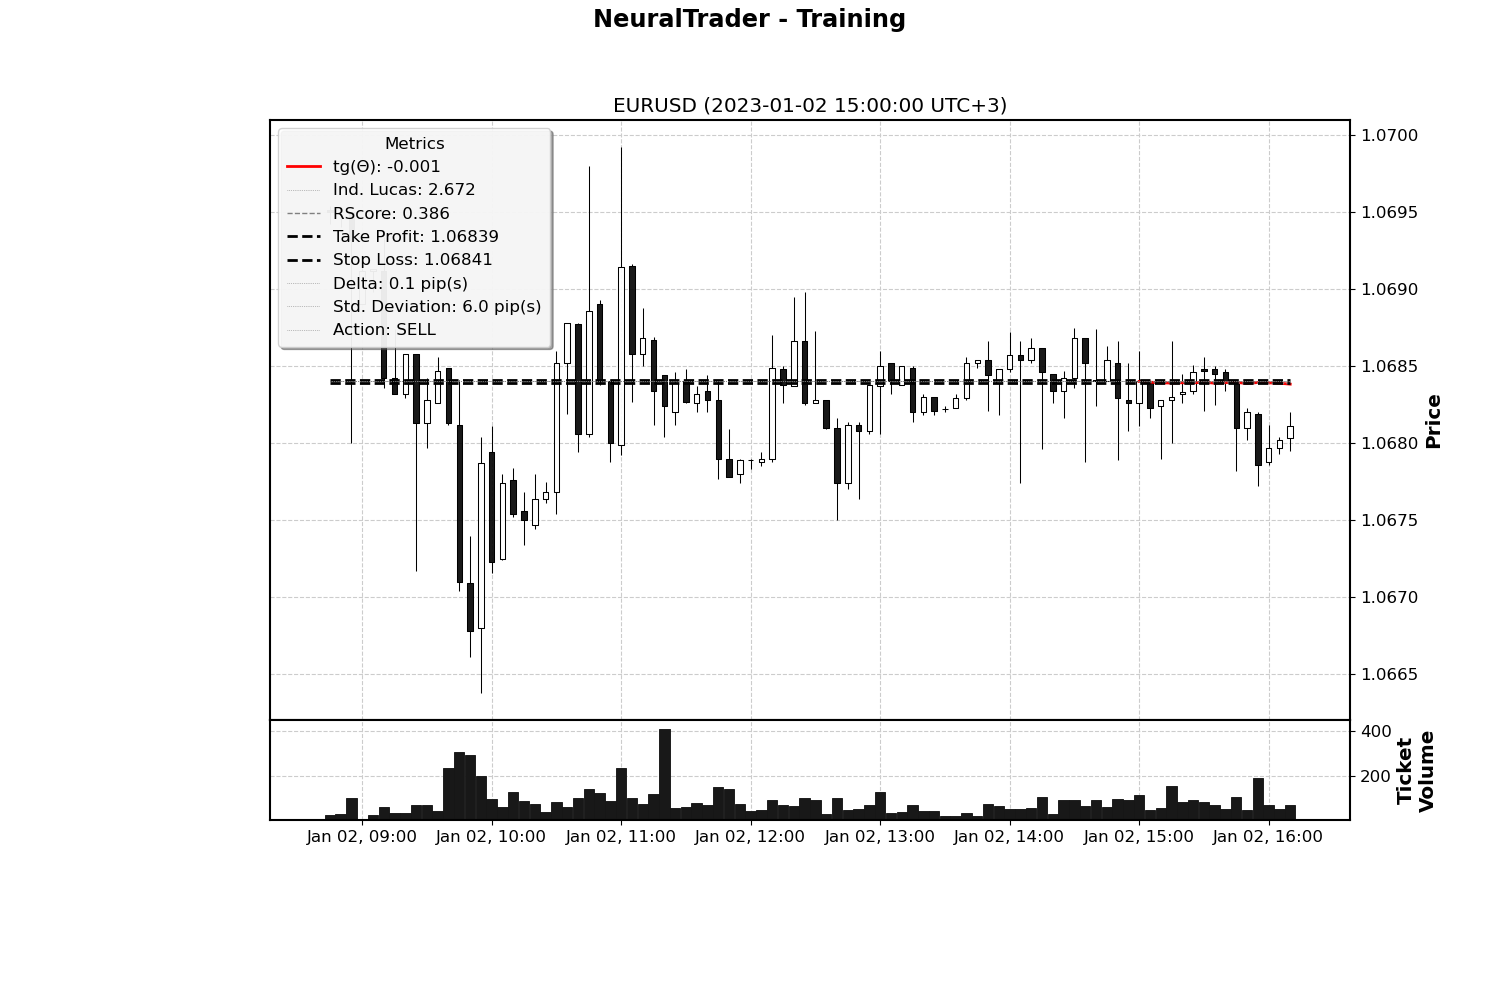 NeuralTrader - Training
EURUSD (2023-01-02 15:00:00 UTC+3)
Metrics
tg(Θ): -0.001
Ind. Lucas: 2.672
RScore: 0.386
Take Profit: 1.06839
Stop Loss: 1.06841
Delta: 0.1 pip(s)
Std. Deviation: 6.0 pip(s)
Action: SELL
1.0700
1.0695
1.0690
1.0685
1.0680
1.0675
1.0670
1.0665
Price
400
200
Ticket
Volume
Jan 02, 09:00
Jan 02, 10:00
Jan 02, 11:00
Jan 02, 12:00
Jan 02, 13:00
Jan 02, 14:00
Jan 02, 15:00
Jan 02, 16:00